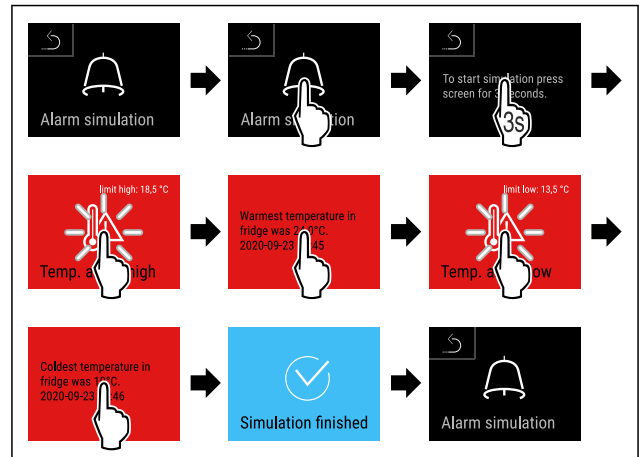 Alarm simulation
Alarm
To start simulation press
screen for 3 seconds.
3s
limit high: 18,5 °C
Temp. high
Warmest temperature in
fridge was °C.
2020-09-23 45
limit low: 13,5 °C
Temp.
Coldest temperature in
fridge was °C.
2020-09-23 46
Simulation finished
Alarm simulation